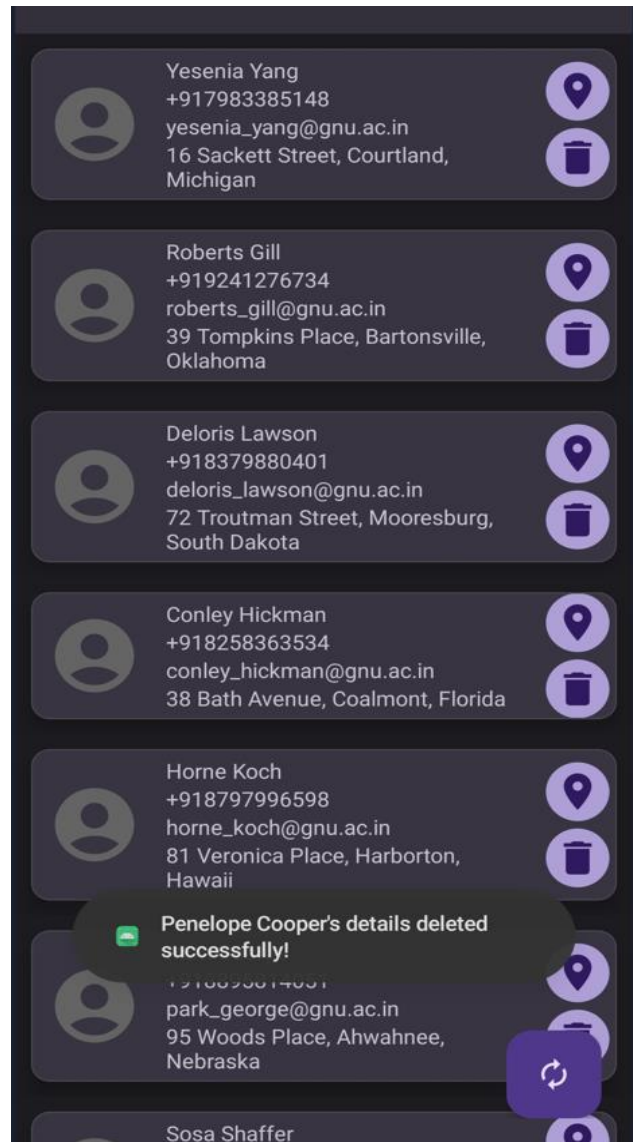 Yesenia Yang
+917983385148
yesenia_yang@gnu.ac.in
16 Sackett Street, Courtland,
Michigan
Roberts Gill
+919241276734
roberts_gill@gnu.ac.in
39 Tompkins Place, Bartonsville,
Oklahoma
Deloris Lawson
+918379880401
deloris_lawson@gnu.ac.in
72 Troutman Street, Mooresburg,
South Dakota
Conley Hickman
+918258363534
conley_hickman@gnu.ac.in
38 Bath Avenue, Coalmont, Florida
Horne Koch
+918797996598
horne_koch@gnu.ac.in
81 Veronica Place, Harborton,
Hawaii
Penelope Cooper's details deleted
successfully!
park_george@gnu.ac.in
95 Woods Place, Ahwahnee,
Nebraska
Sosa Shaffer